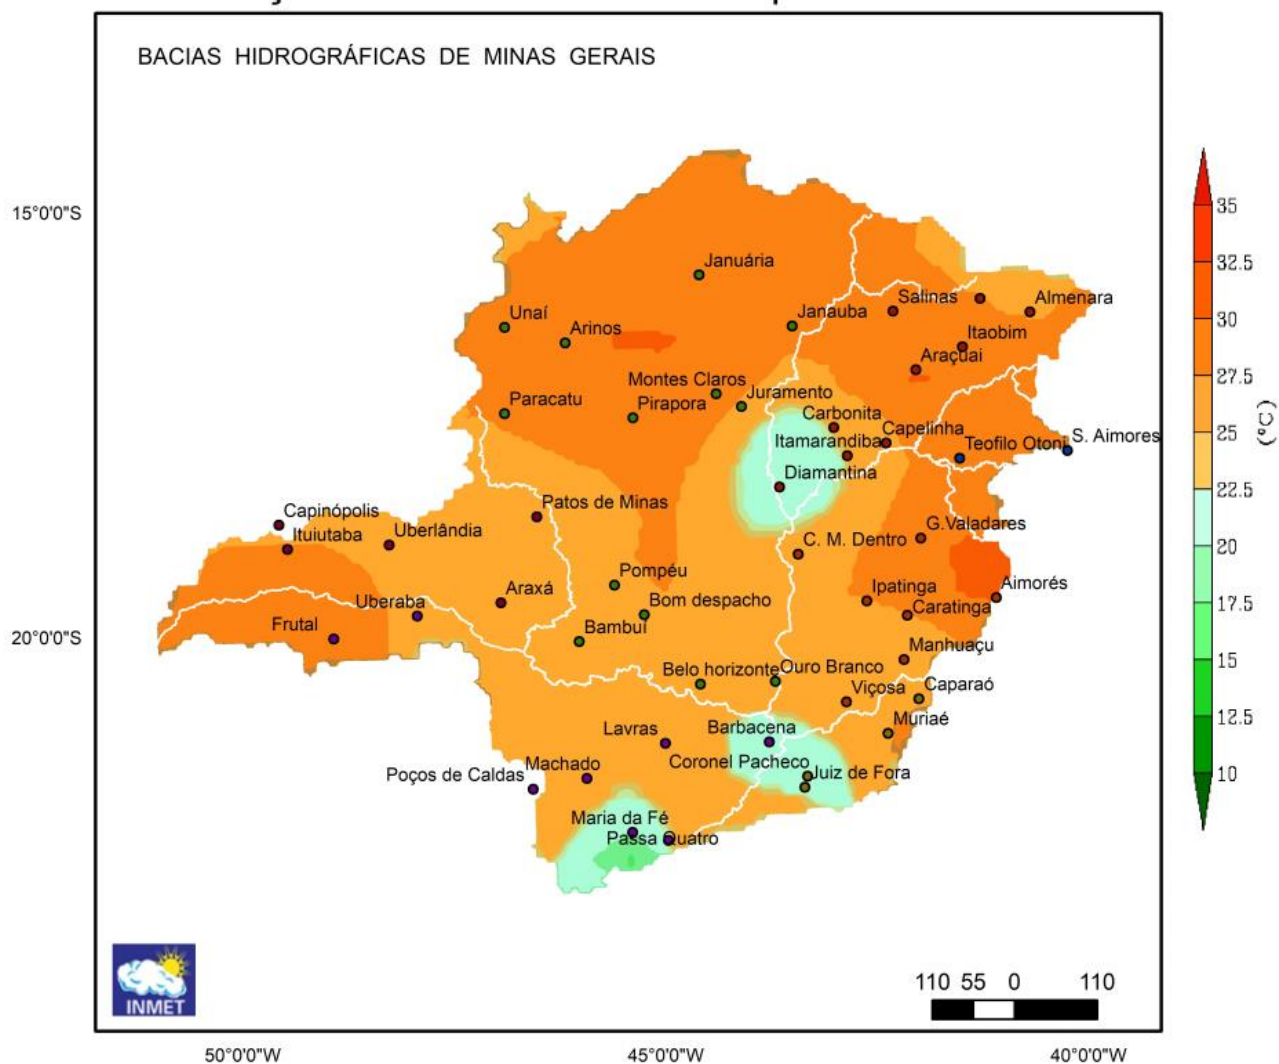 BACIAS HIDROGRÁFICAS DE MINAS GERAIS
15°0'0"S
35
32.5
30
27.5
25
22.5
20
17.5
15
12.5
10
(°C)
Januária
Unaí
Arinos
Janauba
Salinas
Almenara
Itaobim
Araçuai
Montes Claros
Paracatu
Pirapora
Juramento
Carbonita
Capelinha
S. Aimores
Itamarandiba
Teofilo Otoni
Diamantina
Capinópolis
Patos de Minas
Ituiutaba
Uberlândia
G.Valadares
C. M. Dentro
Pompéu
Aimorés
Araxá
Ipatinga
Uberaba
Bom despacho
Caratinga
20°0'0"S
Frutal
Bambuí
Manhuaçu
Belo horizonte
Ouro Branco
Viçosa
Caparaó
Lavras
Barbacena
Muriaé
Machado
Coronel Pacheco
Poços de Caldas
Juiz de Fora
Maria da Fé
Passa Quatro
INMET
110 55 0 110
50°0'0"W
45°0'0"W
40°0'0"W